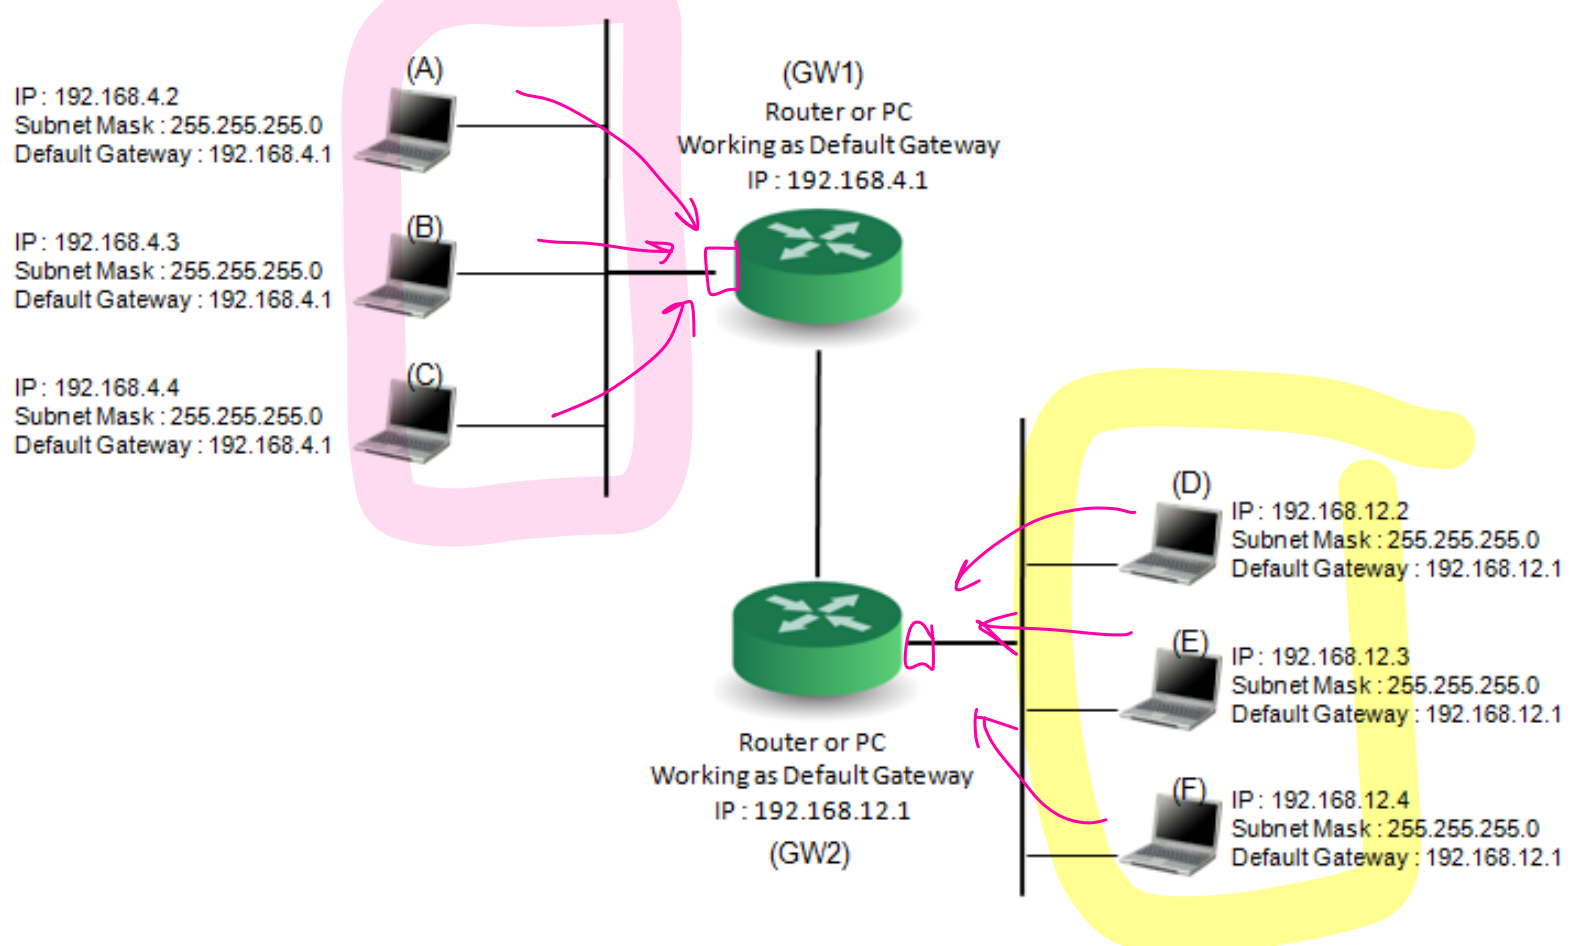 (A)
IP : 192.168.4.2
Subnet Mask : 255.255.255.0
Default Gateway : 192.168.4.1
(B)
IP : 192.168.4.3
Subnet Mask : 255.255.255.0
Default Gateway : 192.168.4.1
(C)
IP : 192.168.4.4
Subnet Mask : 255.255.255.0
Default Gateway : 192.168.4.1
(GW1)
Router or PC
Working as Default Gateway
IP : 192.168.4.1
(D)
IP : 192.168.12.2
Subnet Mask : 255.255.255.0
Default Gateway : 192.168.12.1
(E)
IP : 192.168.12.3
Subnet Mask : 255.255.255.0
Default Gateway : 192.168.12.1
(F)
IP : 192.168.12.4
Subnet Mask : 255.255.255.0
Default Gateway : 192.168.12.1
Router or PC
Working as Default Gateway
IP : 192.168.12.1
(GW2)